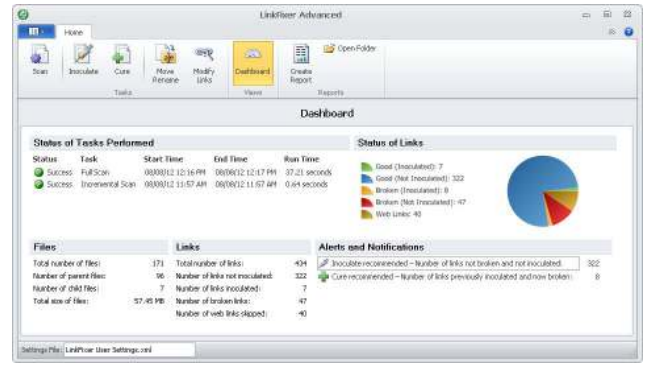 LinkFixer Advanced
Home
Scan
Inoculate
Cure
Move Rename
Modify Links
Dashboard
Create Report
Open Folder
Tasks
Views
Reports
Dashboard
Status of Tasks Performed
Status Task Start Time End Time Run Time
Success Full Scan 08/08/12 12:16 PM 08/08/12 12:17 PM 37.21 seconds
Success Incremental Scan 08/08/12 11:57 AM 08/08/12 11:57 AM 0.64 seconds
Status of Links
Good (Inoculated): 7
Good (Not Inoculated): 322
Broken (Inoculated): 8
Broken (Not Inoculated): 47
Web Links: 40
Files
Total number of files: 171
Number of parent files: 96
Number of child files: 7
Total size of files: 57.45 MB
Links
Total number of links: 434
Number of links not inoculated: 322
Number of links inoculated: 7
Number of broken links: 47
Number of web links skipped: 40
Alerts and Notifications
Inoculate recommended – Number of links not broken and not inoculated: 322
Cure recommended – Number of links previously inoculated and now broken: 8
Settings File: LinkFixer User Settings.xml